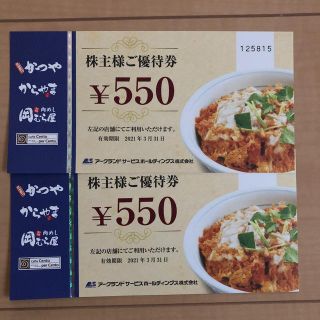 かつや
からやま
岡むら屋
肉めし
Cafe Centla
株主様ご優待券
125815
¥550
左記の店舗にてご利用いただけます。
有効期限 2021年3月31日
アークランドサービスホールディングス株式会社
かつや
からやま
岡むら屋
肉めし
株主様ご優待券
¥550
左記の店舗にてご利用いただけます。
有効期限 2021年3月31日
アークランドサービスホールディングス株式会社